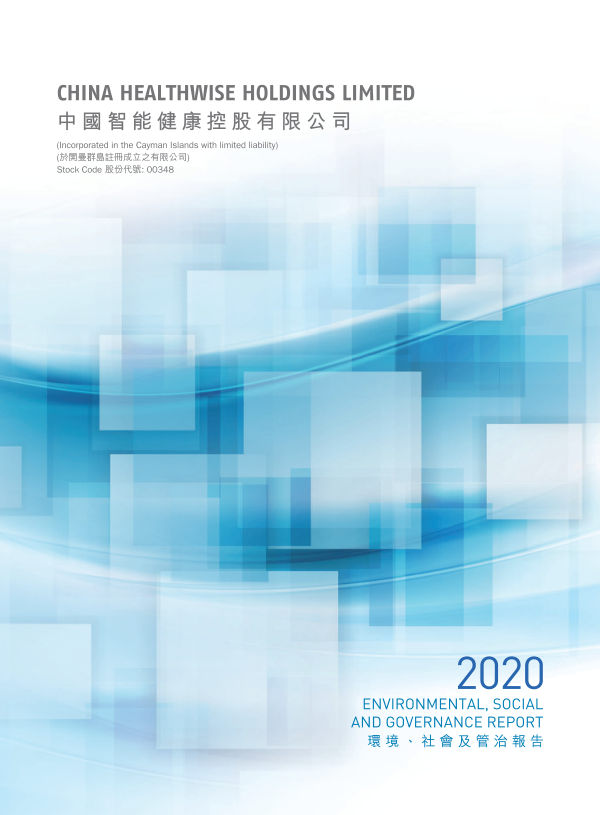 CHINA HEALTHWISE HOLDINGS LIMITED
中國智能健康控股有限公司
(Incorporated in the Cayman Islands with limited liability)
(於開曼群島註冊成立之有限公司)
Stock Code 股份代號: 00348
2020
ENVIRONMENTAL, SOCIAL
AND GOVERNANCE REPORT
環境、社會及管治報告